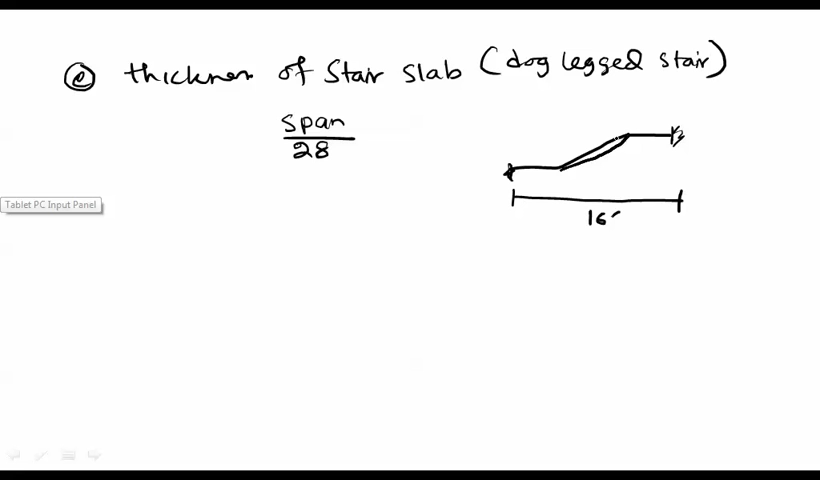 e thickness of Stair Slab (dog legged stair)
Span
28
16'
Tablet PC Input Panel